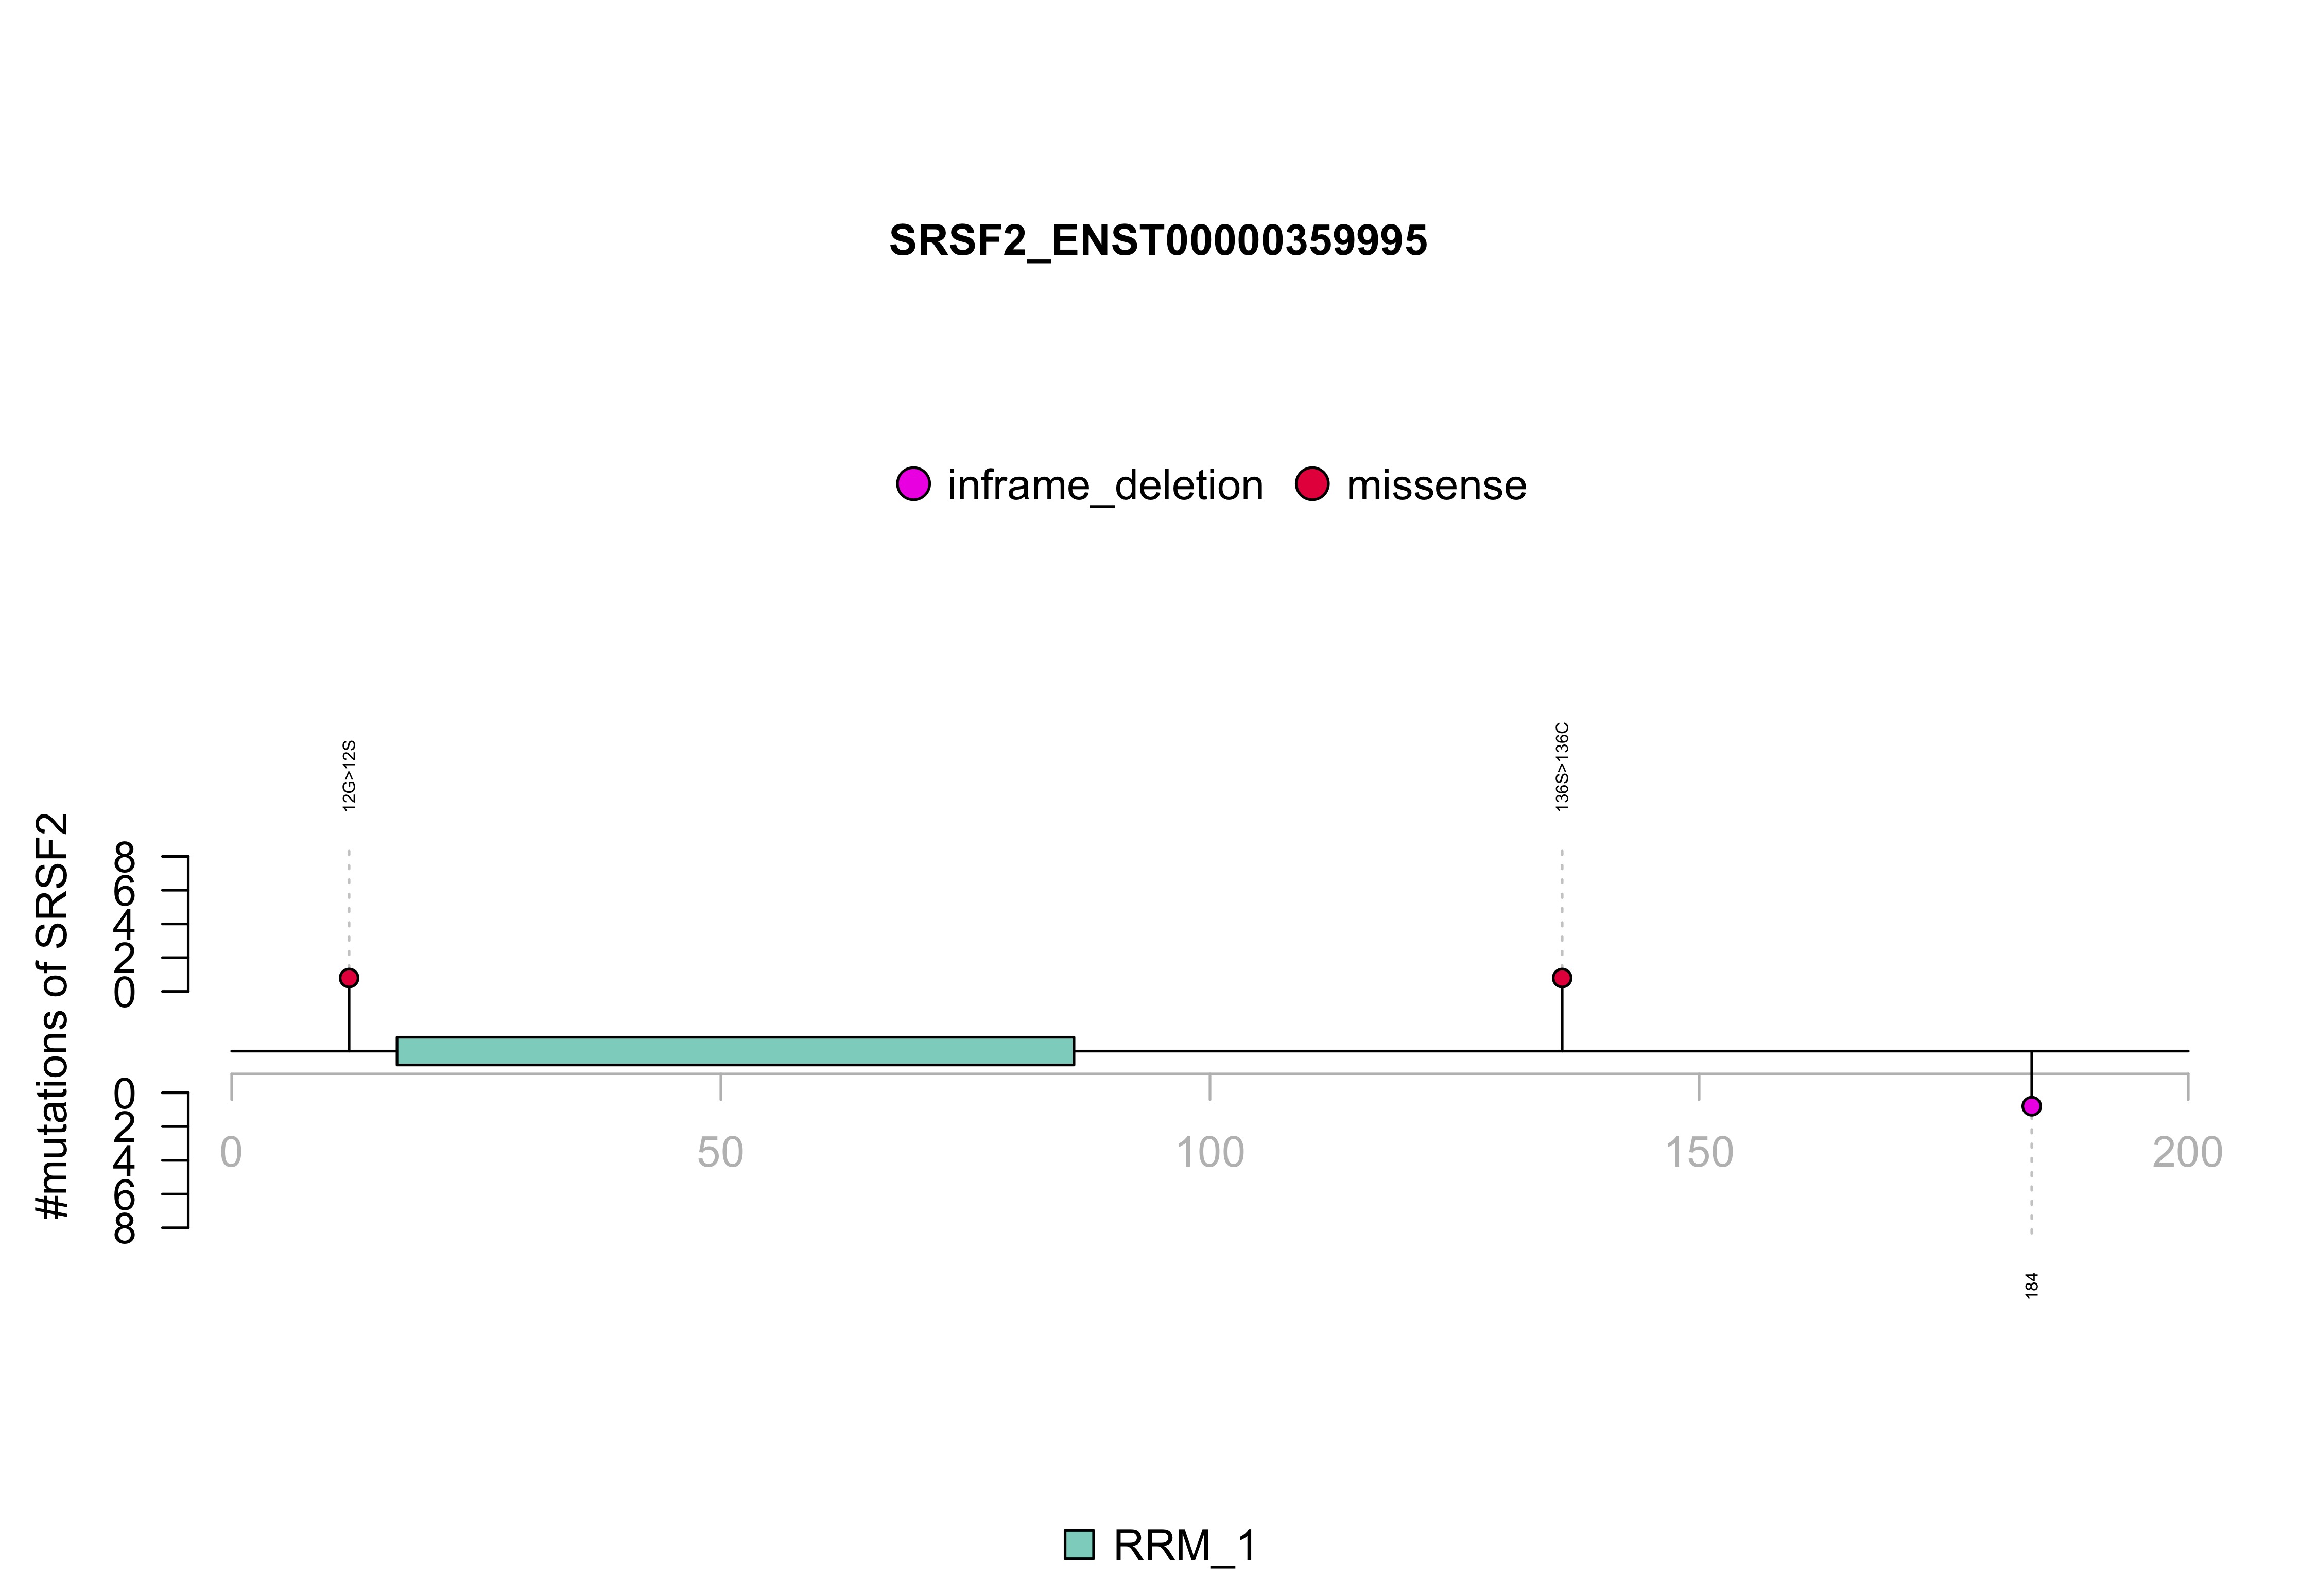 SRSF2_ENST00000359995
inframe_deletion missense
12G>12S
136S>136C
#mutations of SRSF2
8
6
4
2
0
0
2
4
6
8
0 50 100 150 200
184
RRM_1